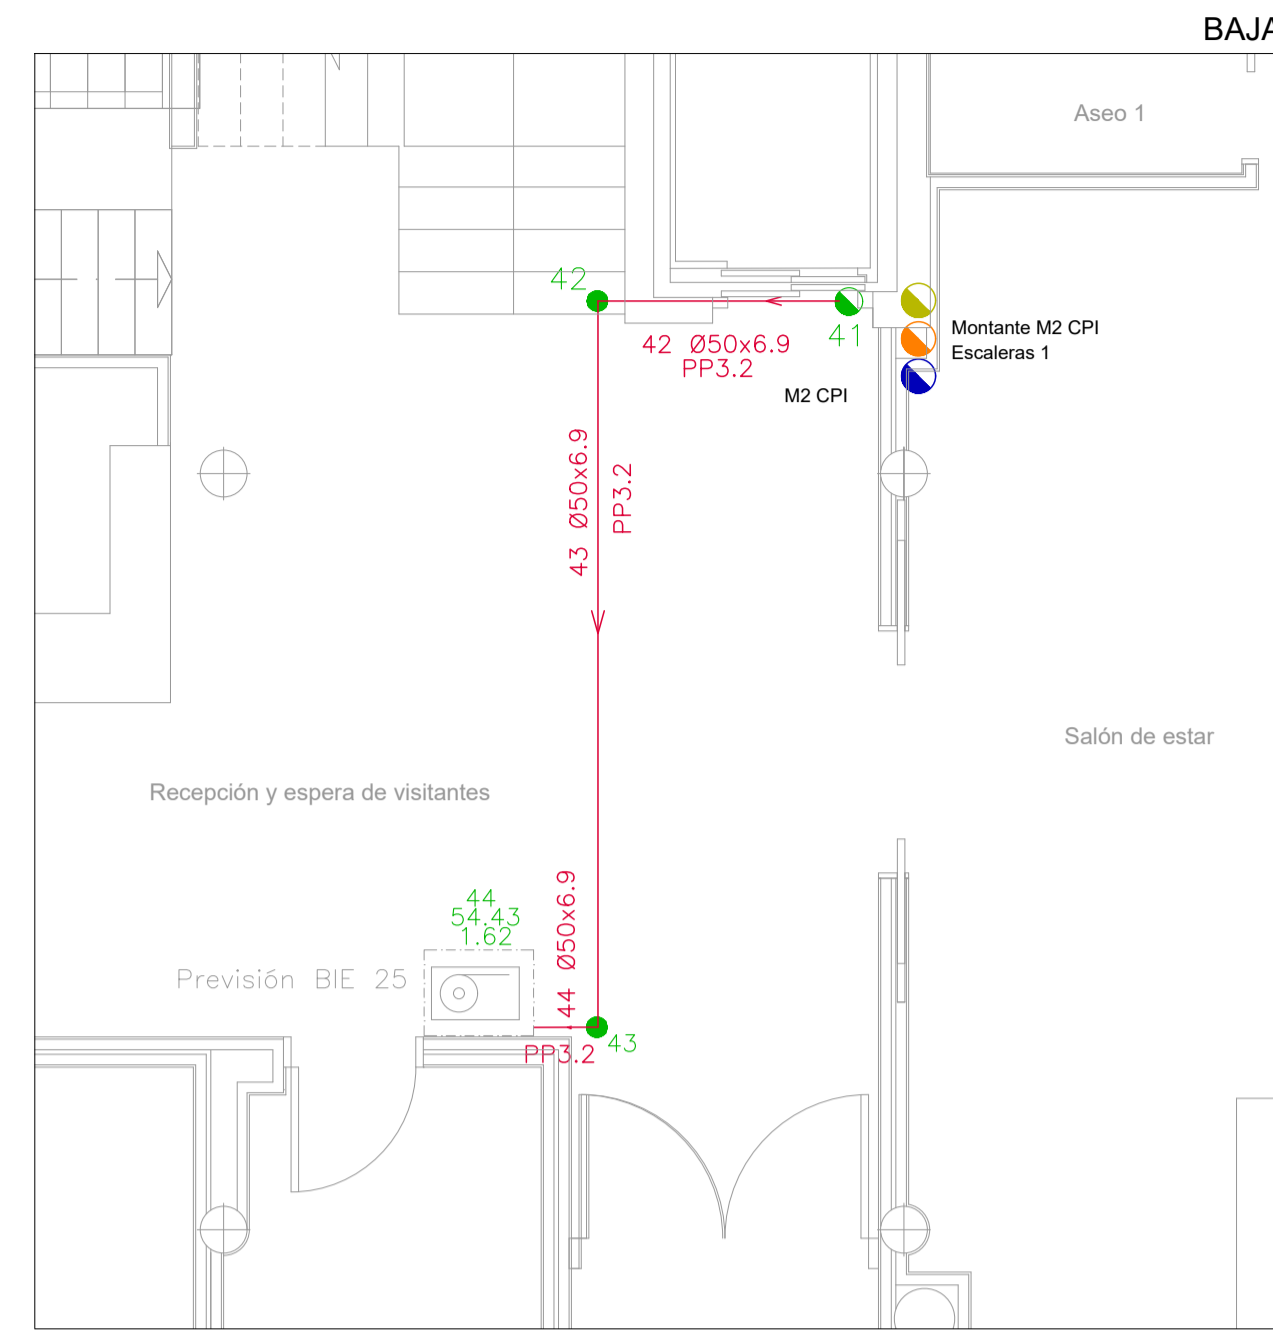 BAJA
Aseo 1
42
41
42 Ø50x6.9
PP3.2
Montante M2 CPI
Escaleras 1
M2 CPI
43 Ø50x6.9
PP3.2
Salón de estar
Recepción y espera de visitantes
44
54.43
1.62
44 Ø50x6.9
Previsión BIE 25
43
PP3.2